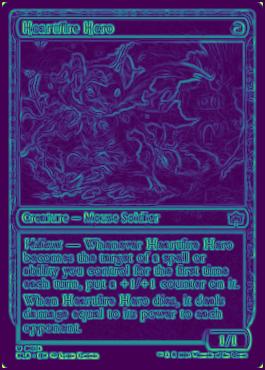 Heartfire Hero
Creature — Mouse Soldier
Valiant — Whenever Heartfire Hero
becomes the target of a spell or
ability you control for the first time
each turn, put a +1/+1 counter on it.
When Heartfire Hero dies, it deals
damage equal to its power to each
opponent.
1/1